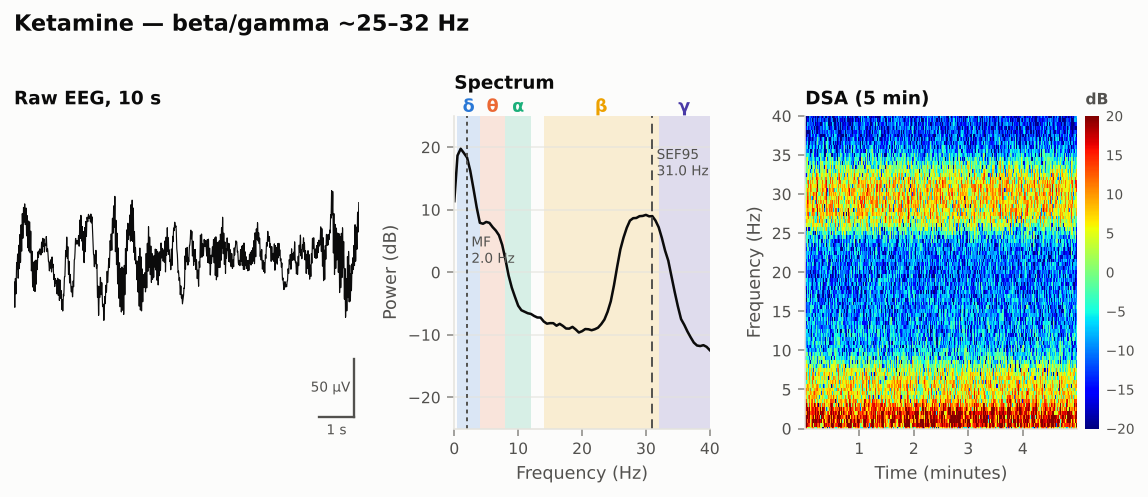 Ketamine — beta/gamma ~25–32 Hz
Raw EEG, 10 s
50 µV
1 s
Spectrum
δ θ α β γ
SEF95
31.0 Hz
MF
2.0 Hz
20
10
0
−10
−20
Power (dB)
0 10 20 30 40
Frequency (Hz)
DSA (5 min)
40
35
30
25
20
15
10
5
0
Frequency (Hz)
1 2 3 4
Time (minutes)
dB
20
15
10
5
0
−5
−10
−15
−20